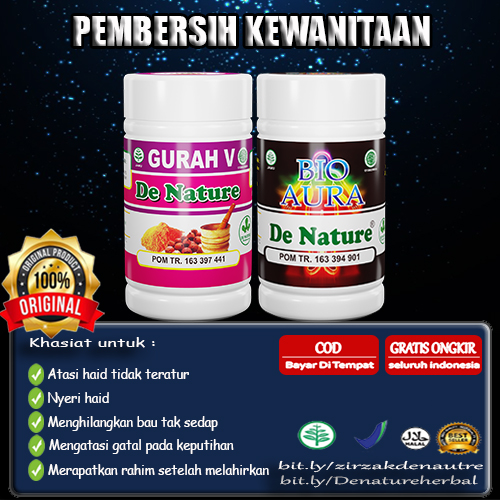 PEMBERSIH KEWANITAAN
GURAH V
De Nature
POM TR. 163 397 441
BIO
AURA
De Nature®
POM TR. 163 394 901
ORIGINAL PRODUCT
100%
ORIGINAL
Khasiat untuk :
Atasi haid tidak teratur
Nyeri haid
Menghilangkan bau tak sedap
Mengatasi gatal pada keputihan
Merapatkan rahim setelah melahirkan
COD
Bayar Di Tempat
GRATIS ONGKIR
seluruh indonesia
HALAL
BEST SELLER
bit.ly/zirzakdenautre
bit.ly/Denatureherbal